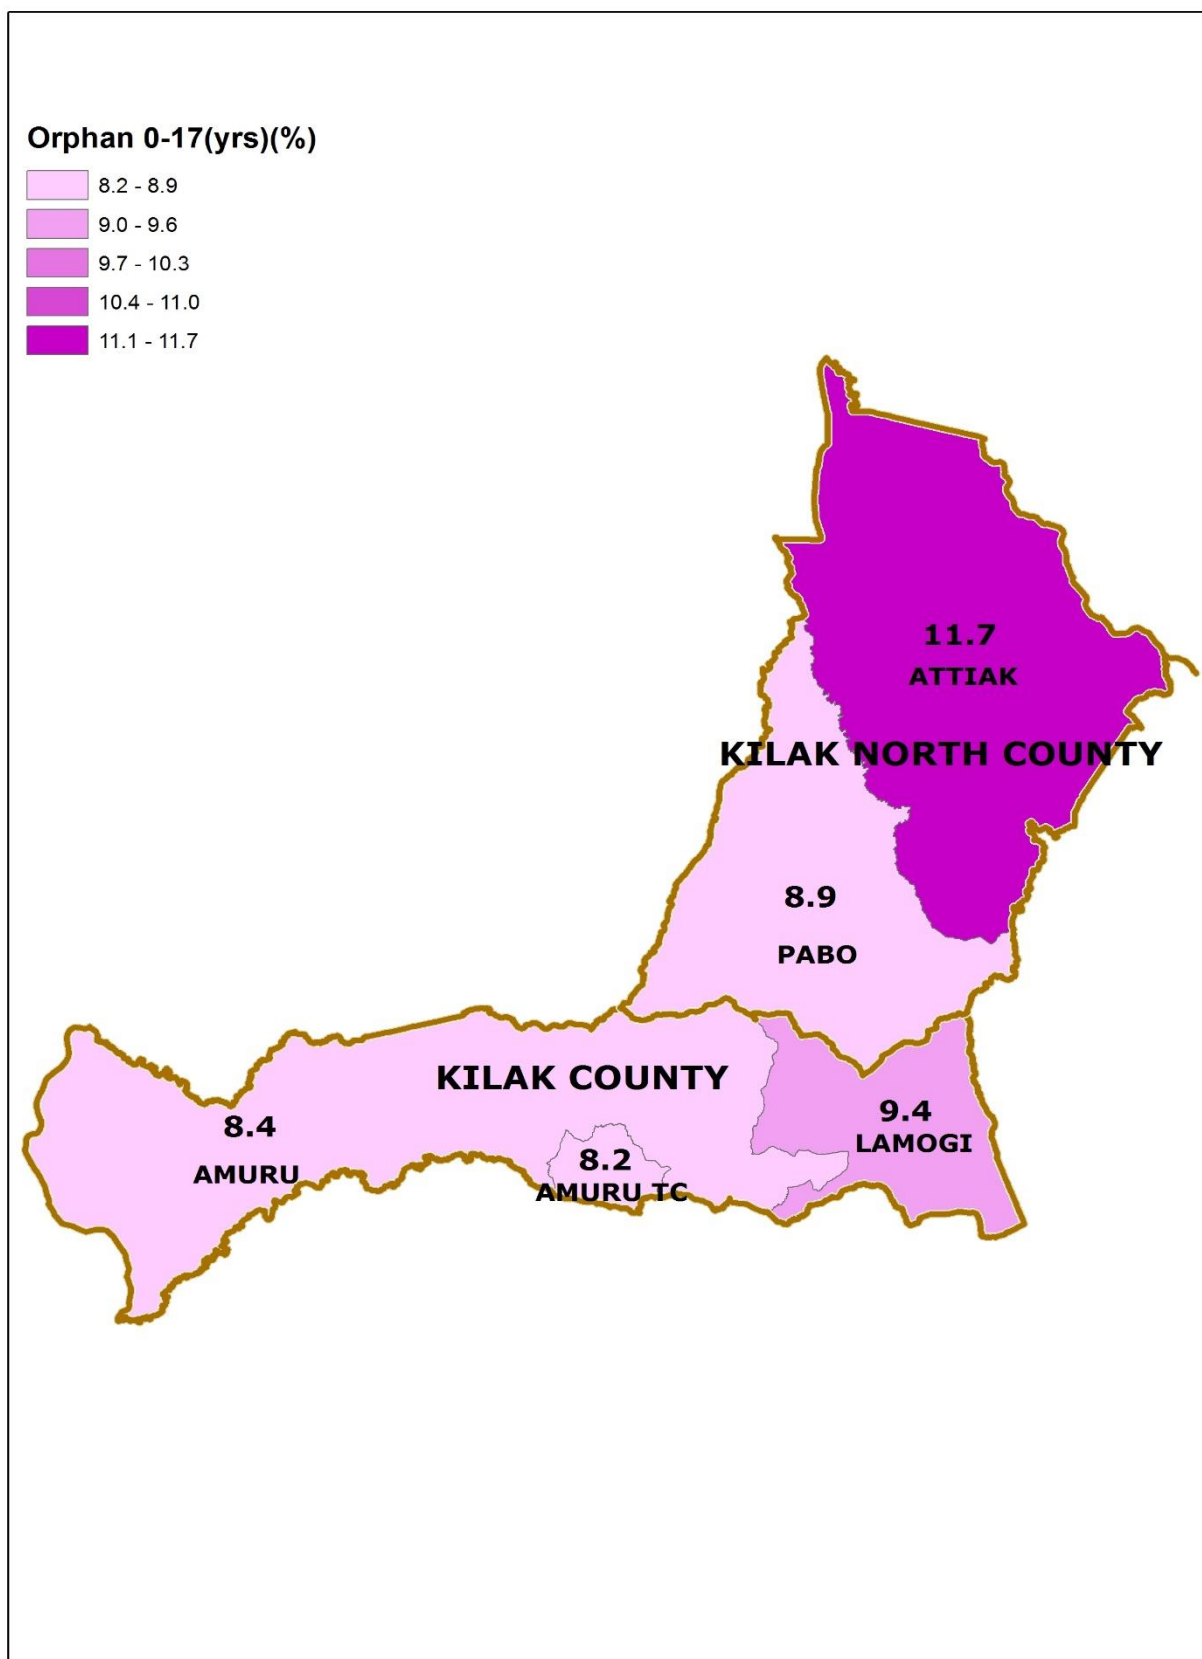 Orphan 0-17(yrs)(%)
8.2 - 8.9
9.0 - 9.6
9.7 - 10.3
10.4 - 11.0
11.1 - 11.7
11.7
ATTIAK
KILAK NORTH COUNTY
8.9
PABO
KILAK COUNTY
8.4
AMURU
8.2
AMURU TC
9.4
LAMOGI